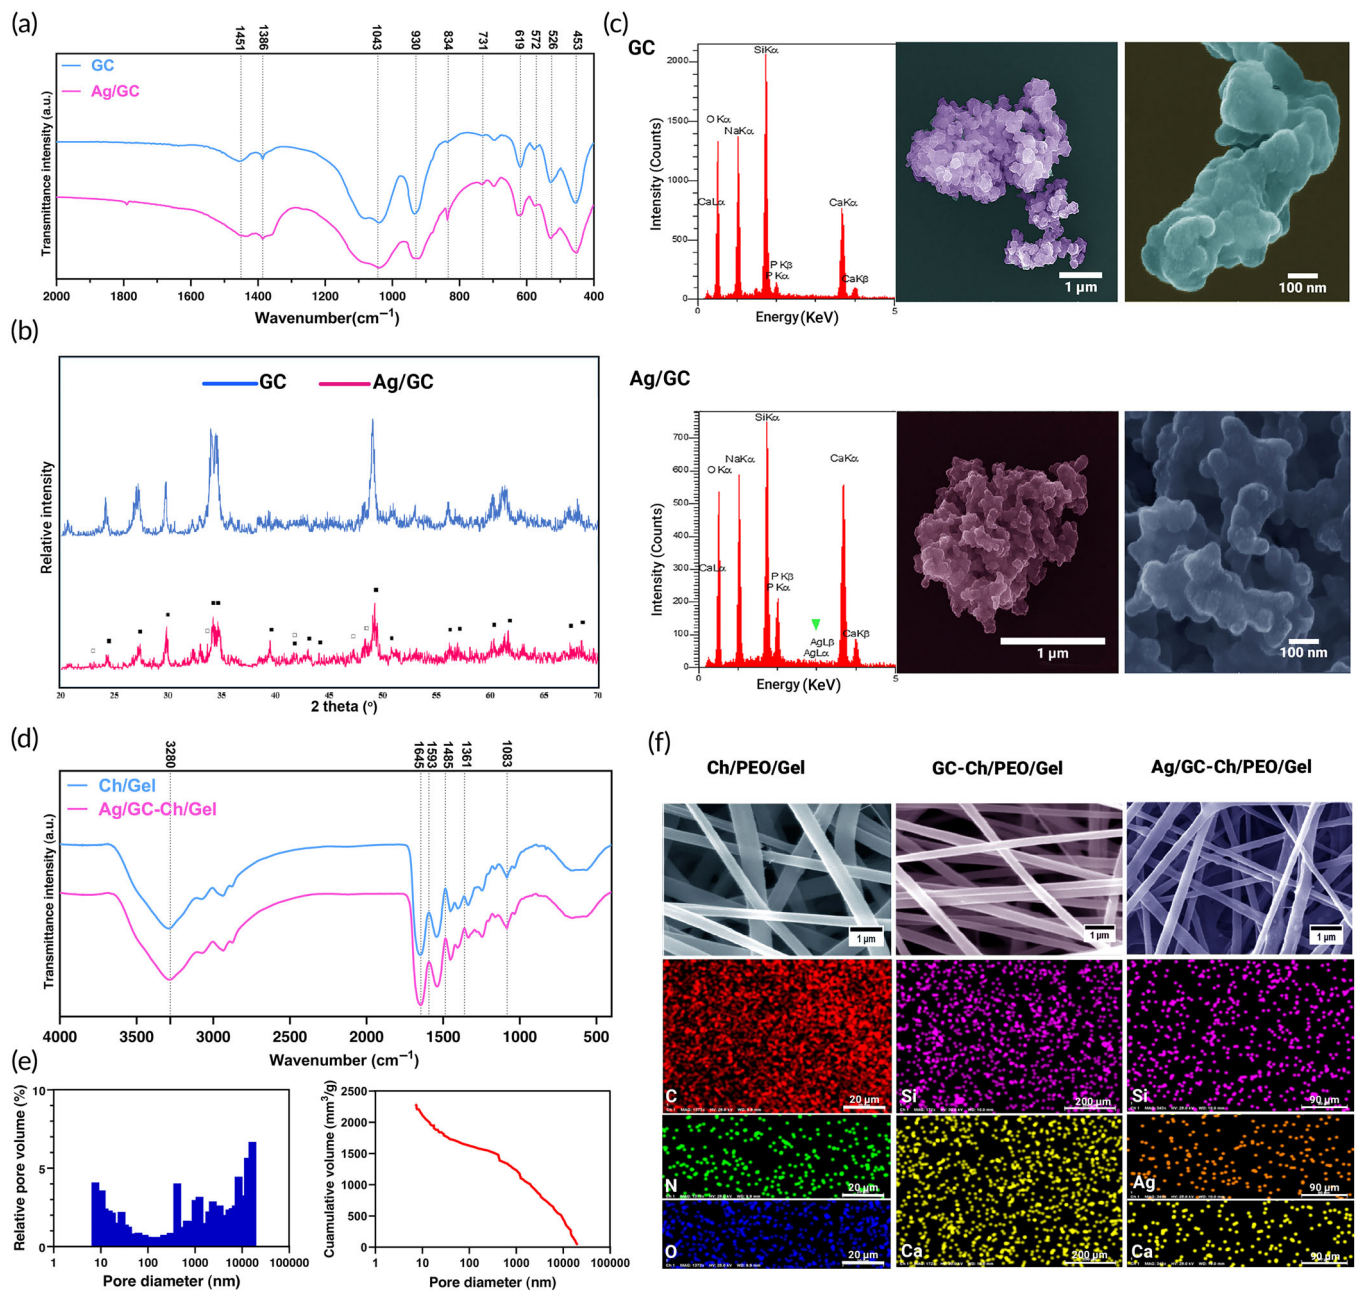 (a)
1451
1386
1043
930
834
731
619
572
526
453
GC
Ag/GC
Transmittance intensity (a.u.)
2000 1800 1600 1400 1200 1000 800 600 400
Wavenumber(cm⁻¹)
(b)
GC
Ag/GC
Relative intensity
20 25 30 35 40 45 50 55 60 65 70
2 theta (°)
(c)
GC
Intensity (Counts)
2000
1500
1000
500
0
SiKα
O Kα
NaKα
CaLα
CaKα
P Kβ
P Kα
CaKβ
0 5
Energy (KeV)
1 µm
100 nm
Ag/GC
Intensity (Counts)
700
600
500
400
300
200
100
0
SiKα
NaKα
CaKα
O Kα
CaLα
P Kβ
P Kα
AgLβ
AgLα
CaKβ
0 5
Energy (KeV)
1 µm
100 nm
(d)
3280
1645
1593
1485
1361
1083
Ch/Gel
Ag/GC-Ch/Gel
Transmittance intensity (a.u.)
4000 3500 3000 2500 2000 1500 1000 500
Wavenumber (cm⁻¹)
(e)
Relative pore volume (%)
10
5
0
1 10 100 1000 10000 100000
Pore diameter (nm)
Cuamulative volume (mm³/g)
2500
2000
1500
1000
500
0
1 10 100 1000 10000 100000
Pore diameter (nm)
(f)
Ch/PEO/Gel GC-Ch/PEO/Gel Ag/GC-Ch/PEO/Gel
1 µm
1 µm
1 µm
C
20 µm
Si
200 µm
Si
90 µm
N
20 µm
O
20 µm
Ca
200 µm
Ag
90 µm
Ca
90 µm